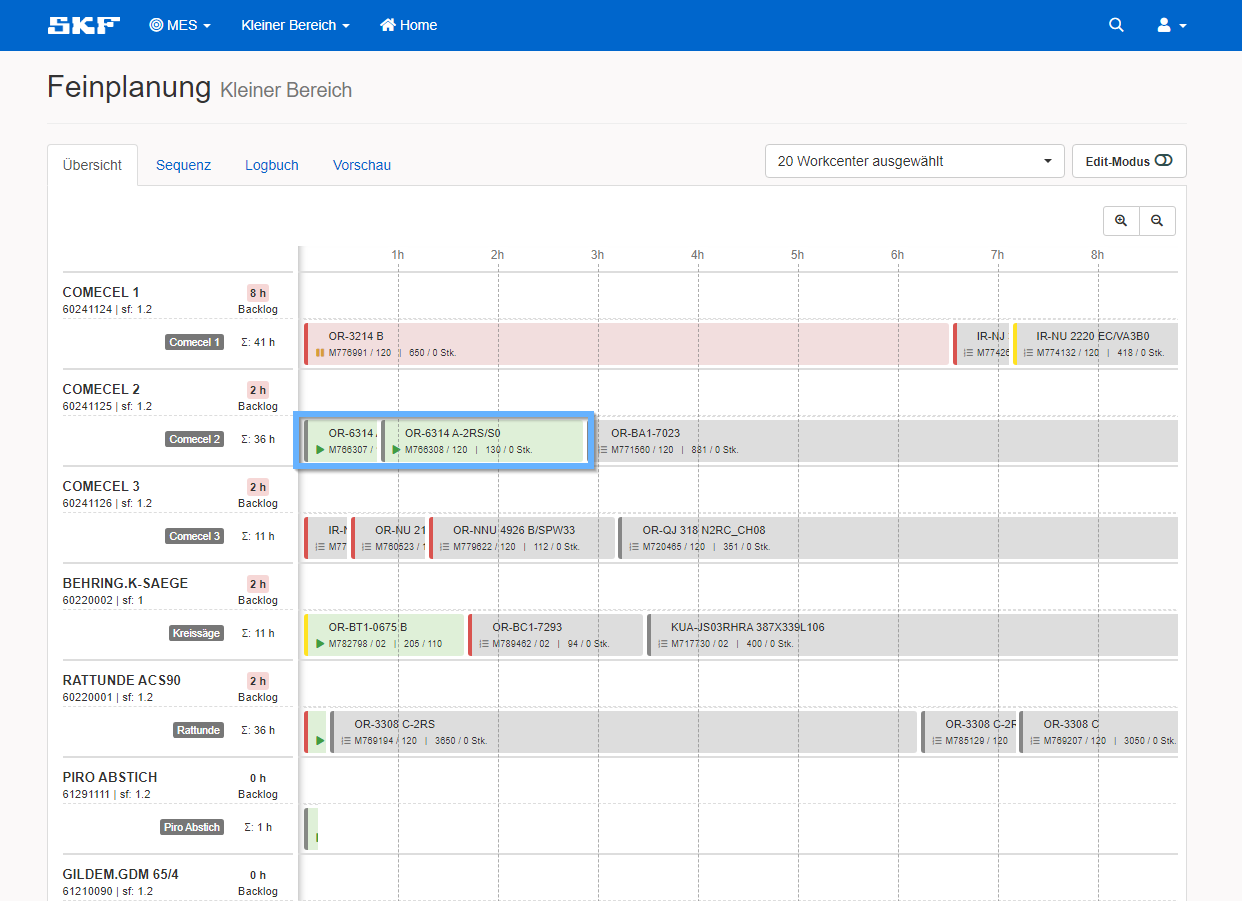 SKF MES Kleiner Bereich Home
Feinplanung Kleiner Bereich
Übersicht Sequenz Logbuch Vorschau 20 Workcenter ausgewählt Edit-Modus
1h 2h 3h 4h 5h 6h 7h 8h
COMECEL 1 8 h
60241124 | sf: 1.2 Backlog
Comecel 1 Σ: 41 h
OR-3214 B IR-NJ IR-NU 2220 EC/VA3B0
M776991 / 120 | 650 / 0 Stk. M77426 M774132 / 120 | 418 / 0 Stk.
COMECEL 2 2 h
60241125 | sf: 1.2 Backlog
Comecel 2 Σ: 36 h
OR-6314 OR-6314 A-2RS/S0 OR-BA1-7023
M766307 / M766308 / 120 | 130 / 0 Stk. M771560 / 120 | 881 / 0 Stk.
COMECEL 3 2 h
60241126 | sf: 1.2 Backlog
Comecel 3 Σ: 11 h
IR-N OR-NU 21 OR-NNU 4926 B/SPW33 OR-QJ 318 N2RC_CH08
M77 M760523 / 1 M779622 / 120 | 112 / 0 Stk. M720465 / 120 | 351 / 0 Stk.
BEHRING.K-SAEGE 2 h
60220002 | sf: 1 Backlog
Kreissäge Σ: 11 h
OR-BT1-0675 B OR-BC1-7293 KUA-JS03RHRA 387X339L106
M782798 / 02 | 205 / 110 M789462 / 02 | 94 / 0 Stk. M717730 / 02 | 400 / 0 Stk.
RATTUNDE ACS90 2 h
60220001 | sf: 1.2 Backlog
Rattunde Σ: 36 h
OR-3308 C-2RS OR-3308 C-2R OR-3308 C
M769194 / 120 | 3650 / 0 Stk. M785129 / 120 M769207 / 120 | 3050 / 0 Stk.
PIRO ABSTICH 0 h
61291111 | sf: 1.2 Backlog
Piro Abstich Σ: 1 h
GILDEM.GDM 65/4 0 h
61210090 | sf: 1.2 Backlog